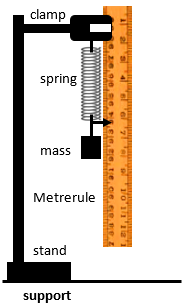 clamp
spring
mass
Metrerule
stand
support